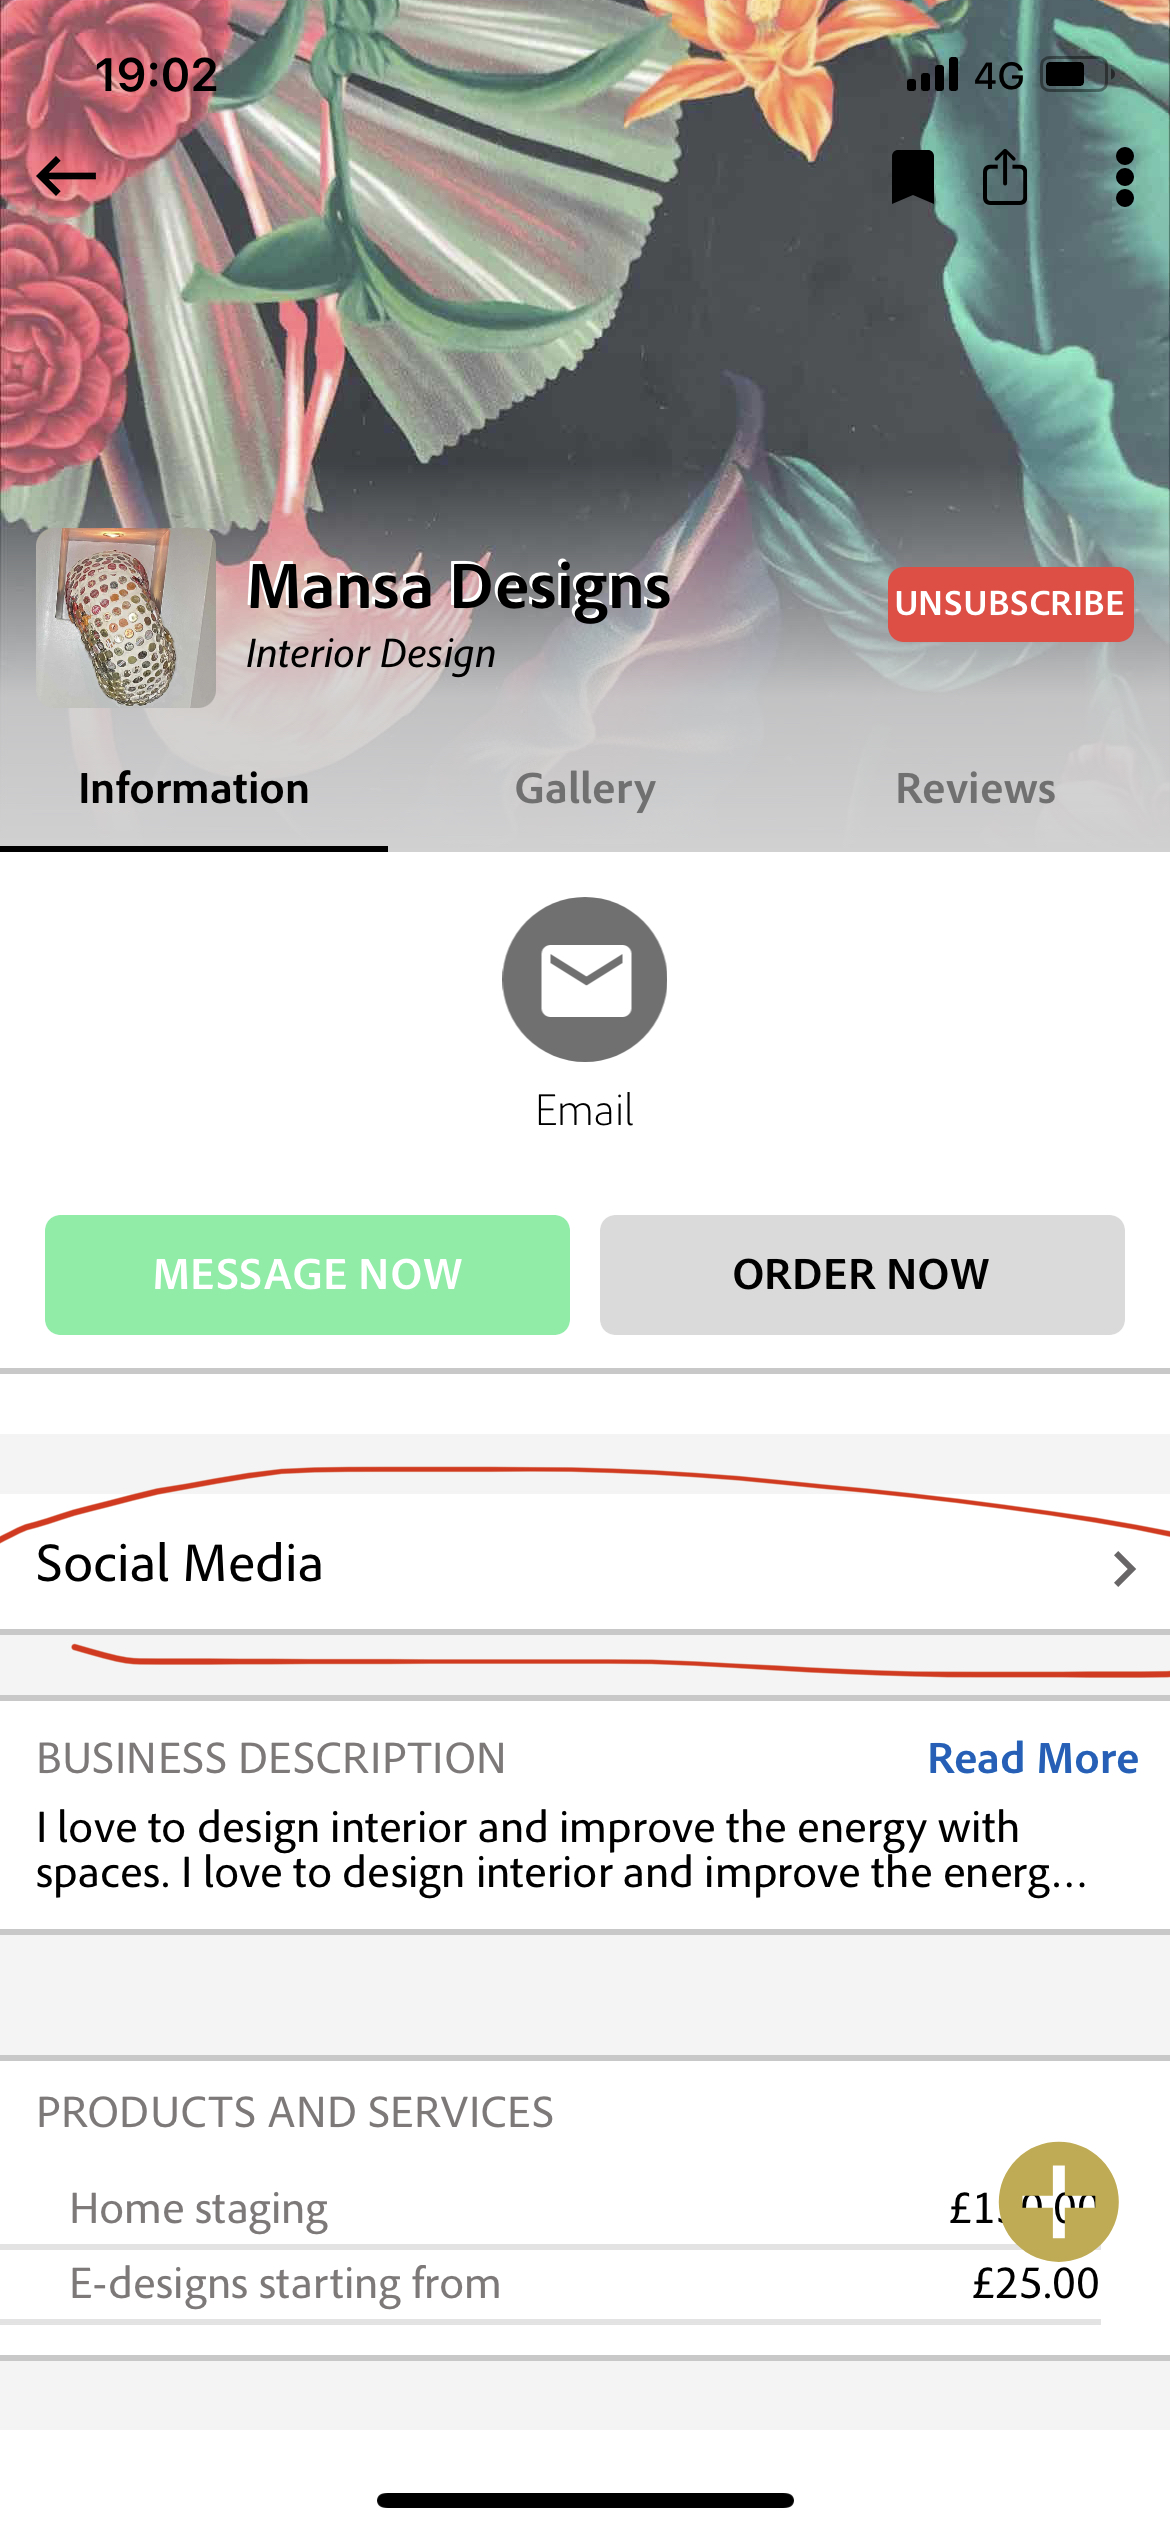 19:02 4G
Mansa Designs
UNSUBSCRIBE
Interior Design
Information Gallery Reviews
Email
MESSAGE NOW ORDER NOW
Social Media
BUSINESS DESCRIPTION Read More
I love to design interior and improve the energy with
spaces. I love to design interior and improve the energ...
PRODUCTS AND SERVICES
Home staging
E-designs starting from £25.00